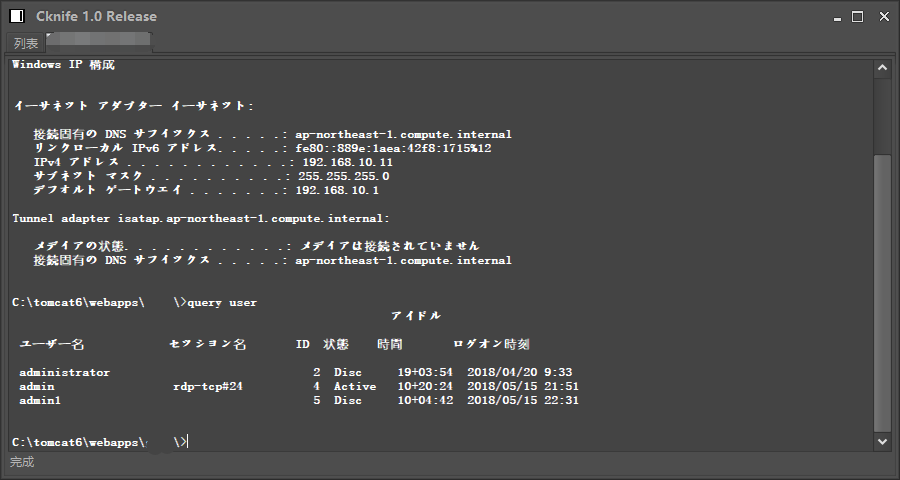 Cknife 1.0 Release
列表
Windows IP 構成
イーサネット アダプター イーサネット:
接続固有の DNS サフィックス . . . . .: ap-northeast-1.compute.internal
リンクローカル IPv6 アドレス. . . . .: fe80::889e:1aea:42f8:1715%12
IPv4 アドレス . . . . . . . . . . . .: 192.168.10.11
サブネット マスク . . . . . . . . . .: 255.255.255.0
デフォルト ゲートウェイ . . . . . . .: 192.168.10.1
Tunnel adapter isatap.ap-northeast-1.compute.internal:
メディアの状態. . . . . . . . . . . .: メディアは接続されていません
接続固有の DNS サフィックス . . . . .: ap-northeast-1.compute.internal
C:\tomcat6\webapps\ \>query user
アイドル
ユーザー名 セッション名 ID 状態 時間 ログオン時刻
administrator 2 Disc 19+03:54 2018/04/20 9:33
admin rdp-tcp#24 4 Active 10+20:24 2018/05/15 21:51
admin1 5 Disc 10+04:42 2018/05/15 22:31
C:\tomcat6\webapps\ \>
完成